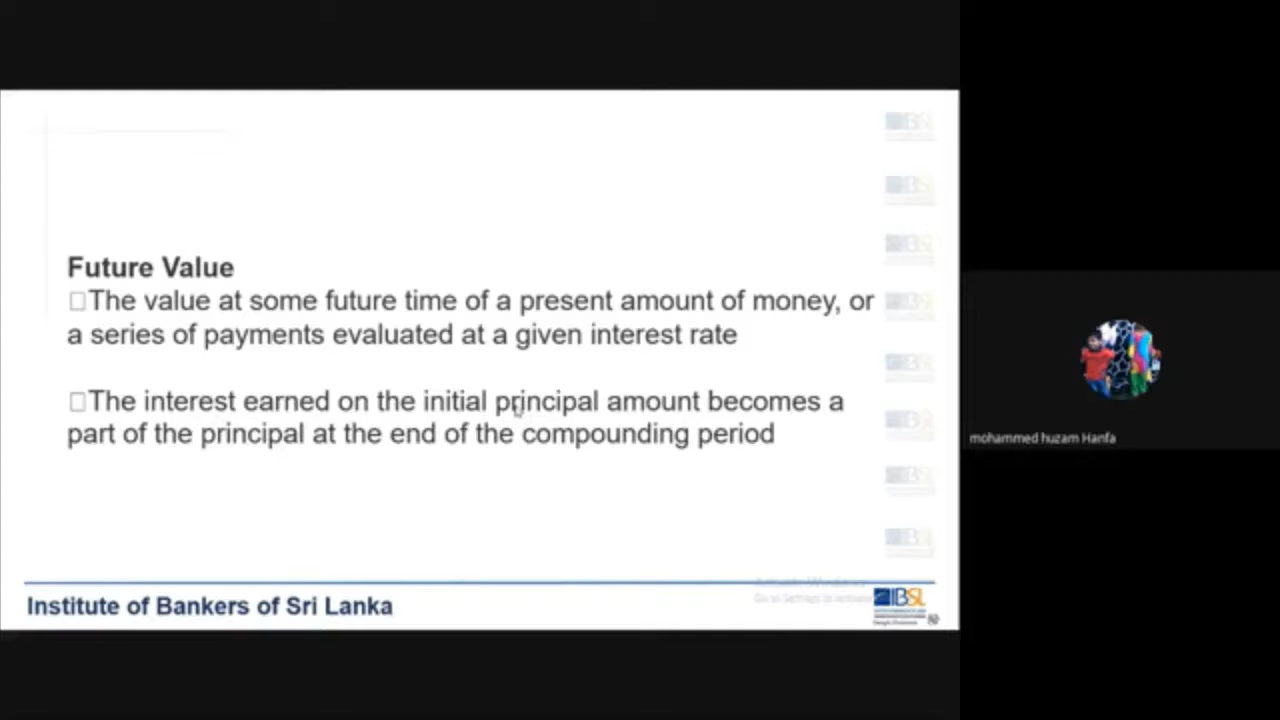 Future Value
□The value at some future time of a present amount of money, or
a series of payments evaluated at a given interest rate
□The interest earned on the initial principal amount becomes a
part of the principal at the end of the compounding period
Institute of Bankers of Sri Lanka
IBSL
mohammed huzam Hanfa